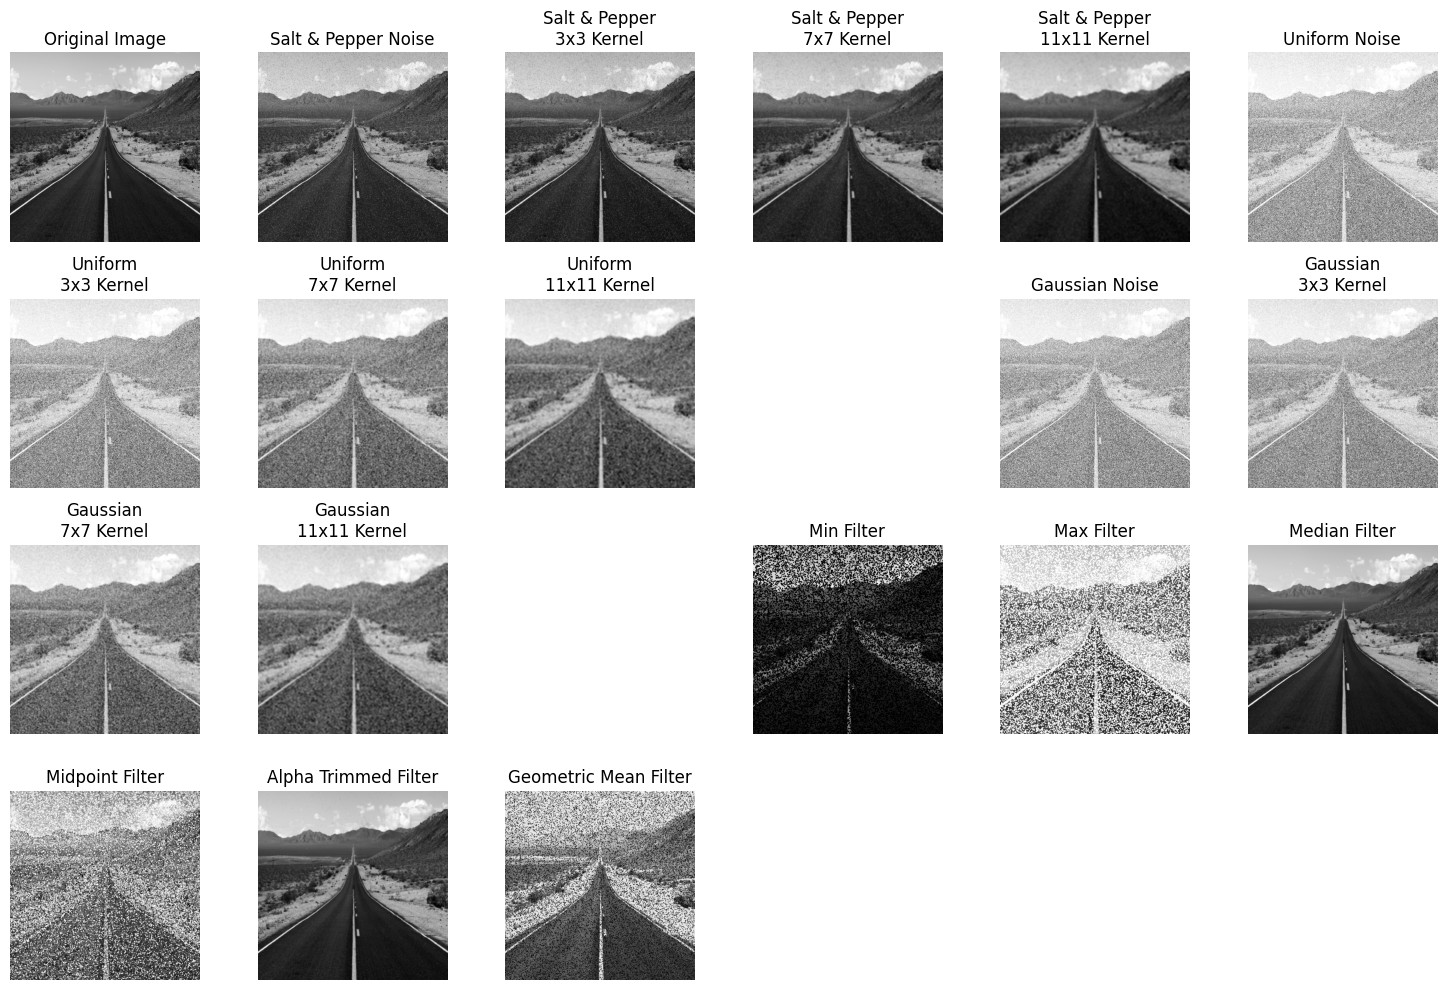 Original Image
Salt & Pepper Noise
Salt & Pepper
3x3 Kernel
Salt & Pepper
7x7 Kernel
Salt & Pepper
11x11 Kernel
Uniform Noise
Uniform
3x3 Kernel
Uniform
7x7 Kernel
Uniform
11x11 Kernel
Gaussian Noise
Gaussian
3x3 Kernel
Gaussian
7x7 Kernel
Gaussian
11x11 Kernel
Min Filter
Max Filter
Median Filter
Midpoint Filter
Alpha Trimmed Filter
Geometric Mean Filter